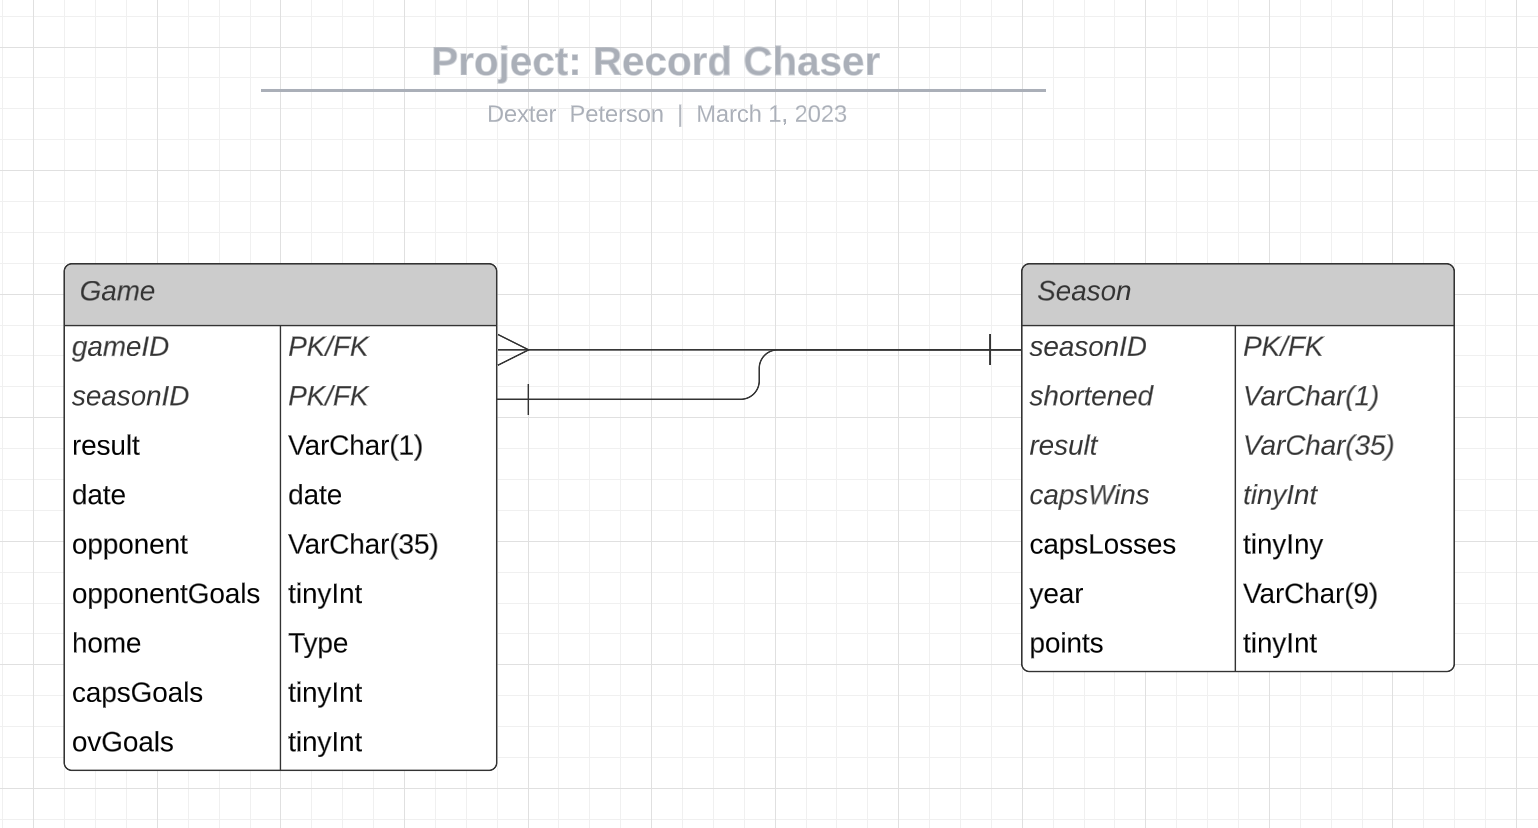 Project: Record Chaser
Dexter Peterson | March 1, 2023
Game
gameID PK/FK
seasonID PK/FK
result VarChar(1)
date date
opponent VarChar(35)
opponentGoals tinyInt
home Type
capsGoals tinyInt
ovGoals tinyInt
Season
seasonID PK/FK
shortened VarChar(1)
result VarChar(35)
capsWins tinyInt
capsLosses tinyIny
year VarChar(9)
points tinyInt